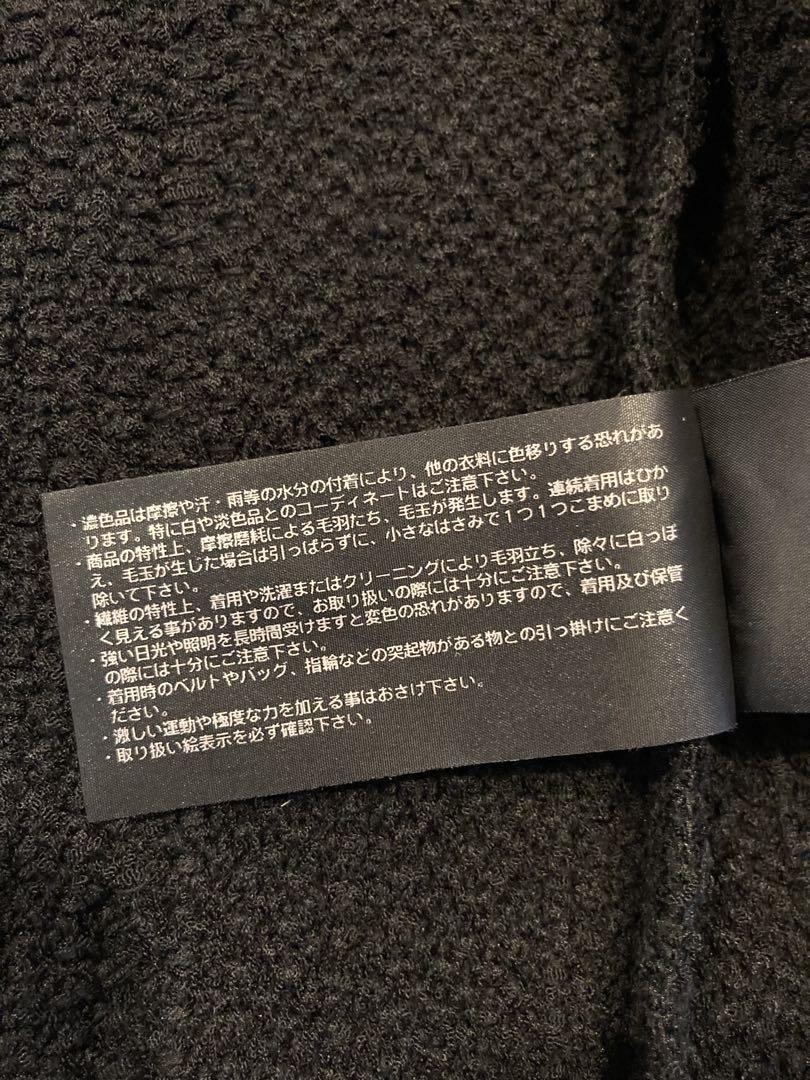 ・濃色品は摩擦や汗・雨等の水分の付着により、他の衣料に色移りする恐れがあ
ります。特に白や淡色品とのコーディネートはご注意下さい。
・商品の特性上、摩擦磨耗による毛羽たち、毛玉が発生します。連続着用はひか
え、毛玉が生じた場合は引っぱらずに、小さなはさみで1つ1つこまめに取り
除いて下さい。
・繊維の特性上、着用や洗濯またはクリーニングにより毛羽立ち、除々に白っぽ
く見える事がありますので、お取り扱いの際には十分にご注意下さい。
・強い日光や照明を長時間受けますと変色の恐れがありますので、着用及び保管
の際には十分にご注意下さい。
・着用時のベルトやバッグ、指輪などの突起物がある物との引っ掛けにご注意く
ださい。
・激しい運動や極度な力を加える事はおさけ下さい。
・取り扱い絵表示を必ず確認下さい。